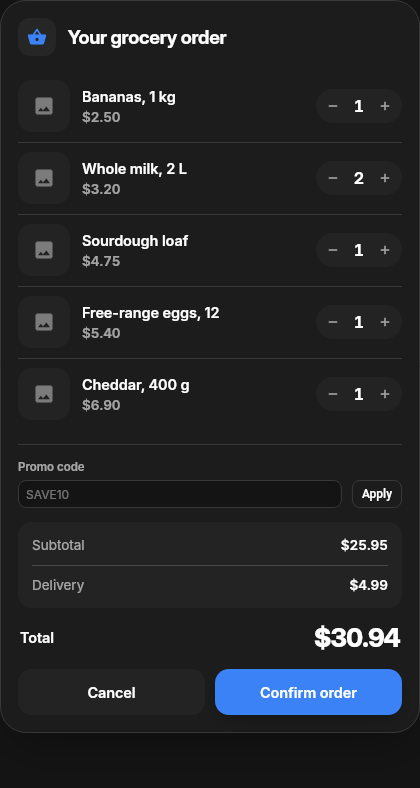 Your grocery order
Bananas, 1 kg
$2.50
− 1 +
Whole milk, 2 L
$3.20
− 2 +
Sourdough loaf
$4.75
− 1 +
Free-range eggs, 12
$5.40
− 1 +
Cheddar, 400 g
$6.90
− 1 +
Promo code
SAVE10 Apply
Subtotal $25.95
Delivery $4.99
Total $30.94
Cancel Confirm order